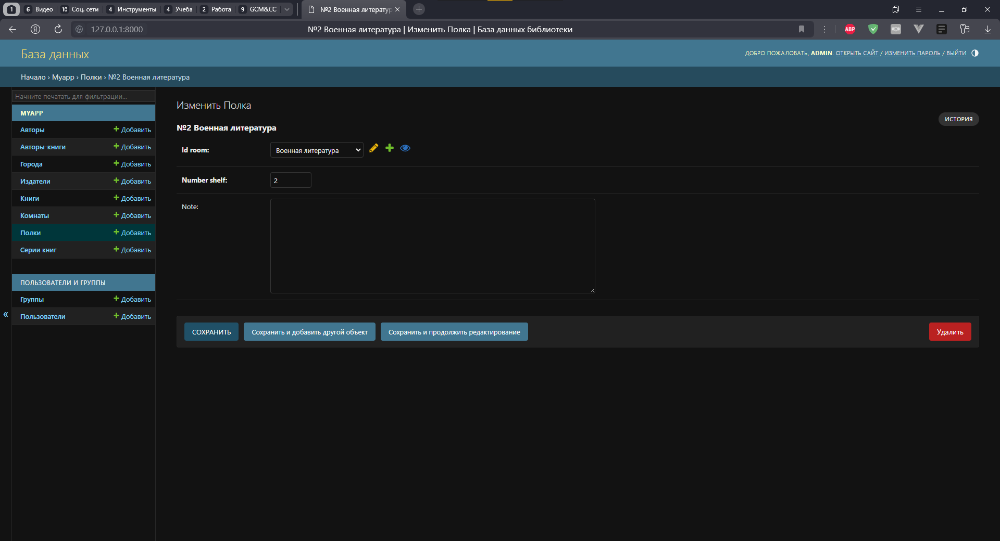 1 6 Видео 10 Соц. сети 4 Инструменты 4 Учеба 2 Работа 9 GCM&CC №2 Военная литератур
Я 127.0.0.1:8000 №2 Военная литература | Изменить Полка | База данных библиотеки ABP
База данных
ДОБРО ПОЖАЛОВАТЬ, ADMIN. ОТКРЫТЬ САЙТ / ИЗМЕНИТЬ ПАРОЛЬ / ВЫЙТИ
Начало › Myapp › Полки › №2 Военная литература
Начните печатать для фильтрации...
MYAPP
Авторы Добавить
Авторы-книги Добавить
Города Добавить
Издатели Добавить
Книги Добавить
Комнаты Добавить
Полки Добавить
Серии книг Добавить
ПОЛЬЗОВАТЕЛИ И ГРУППЫ
Группы Добавить
Пользователи Добавить
«
Изменить Полка
ИСТОРИЯ
№2 Военная литература
Id room: Военная литература
Number shelf: 2
Note:
СОХРАНИТЬ Сохранить и добавить другой объект Сохранить и продолжить редактирование Удалить